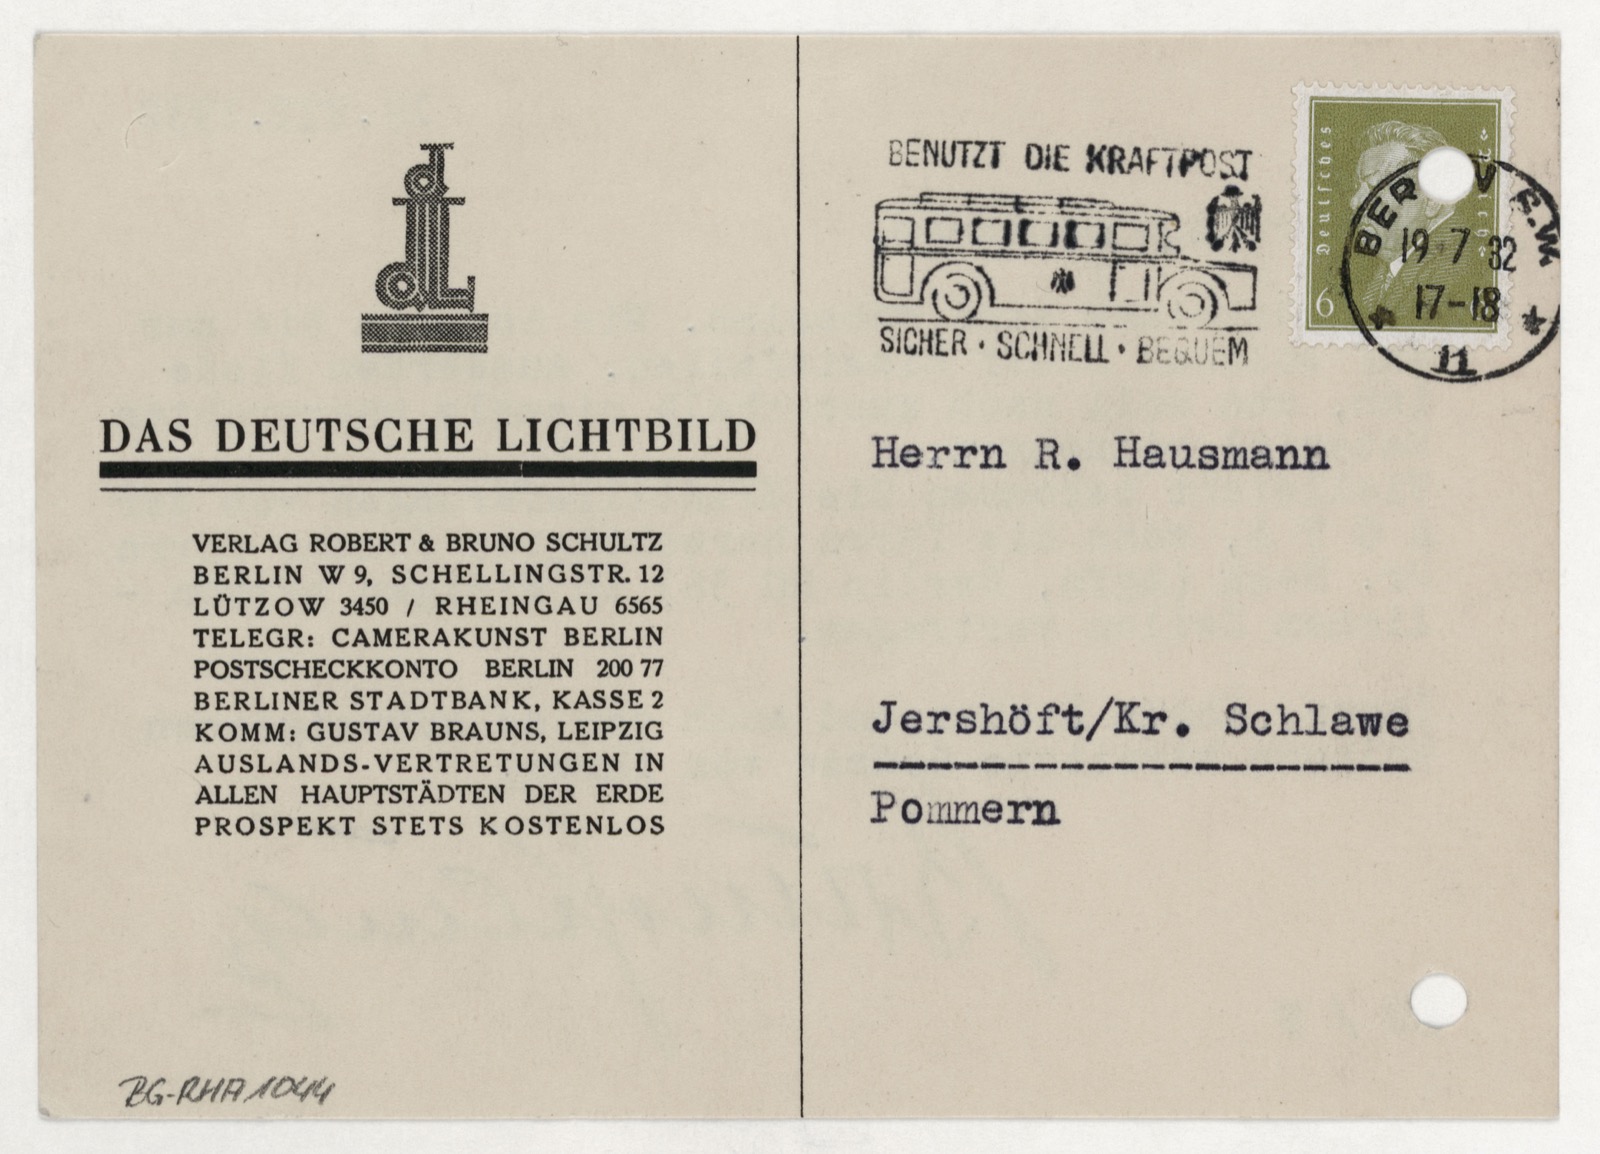 ddL
DAS DEUTSCHE LICHTBILD
VERLAG ROBERT & BRUNO SCHULTZ
BERLIN W 9, SCHELLINGSTR. 12
LÜTZOW 3450 / RHEINGAU 6565
TELEGR: CAMERAKUNST BERLIN
POSTSCHECKKONTO BERLIN 200 77
BERLINER STADTBANK, KASSE 2
KOMM: GUSTAV BRAUNS, LEIPZIG
AUSLANDS-VERTRETUNGEN IN
ALLEN HAUPTSTÄDTEN DER ERDE
PROSPEKT STETS KOSTENLOS
BG-RHA 1044
BENUTZT DIE KRAFTPOST
SICHER · SCHNELL · BEQUEM
Deutsches
6
S.W.
19 7 32
17-18
11
Herrn R. Hausmann
Jershöft/Kr. Schlawe
Pommern